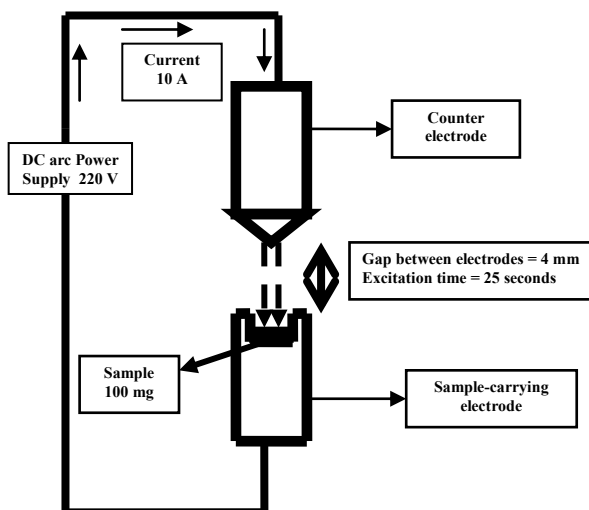 Current
10 A
Counter
electrode
DC arc Power
Supply 220 V
Gap between electrodes = 4 mm
Excitation time = 25 seconds
Sample
100 mg
Sample-carrying
electrode